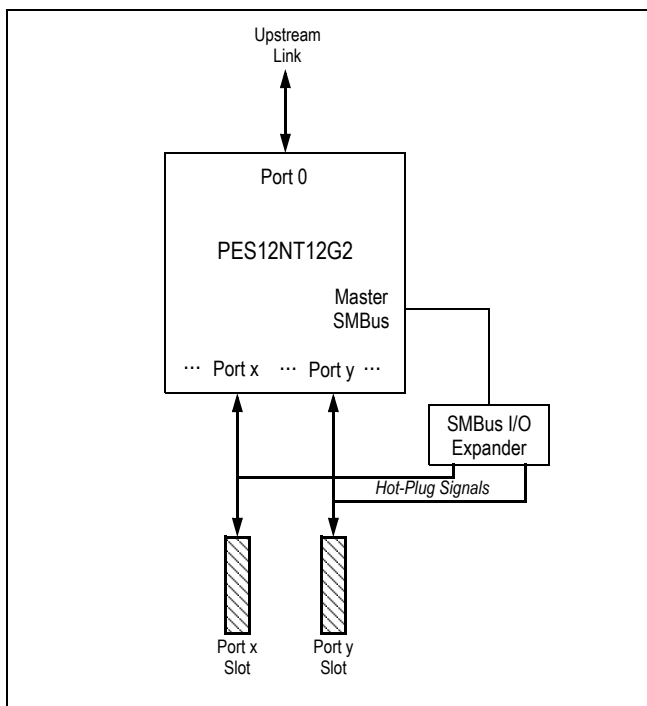 Upstream
Link
Port 0
PES12NT12G2
Master
SMBus
··· Port x ··· Port y ···
SMBus I/O
Expander
Hot-Plug Signals
Port x
Slot
Port y
Slot